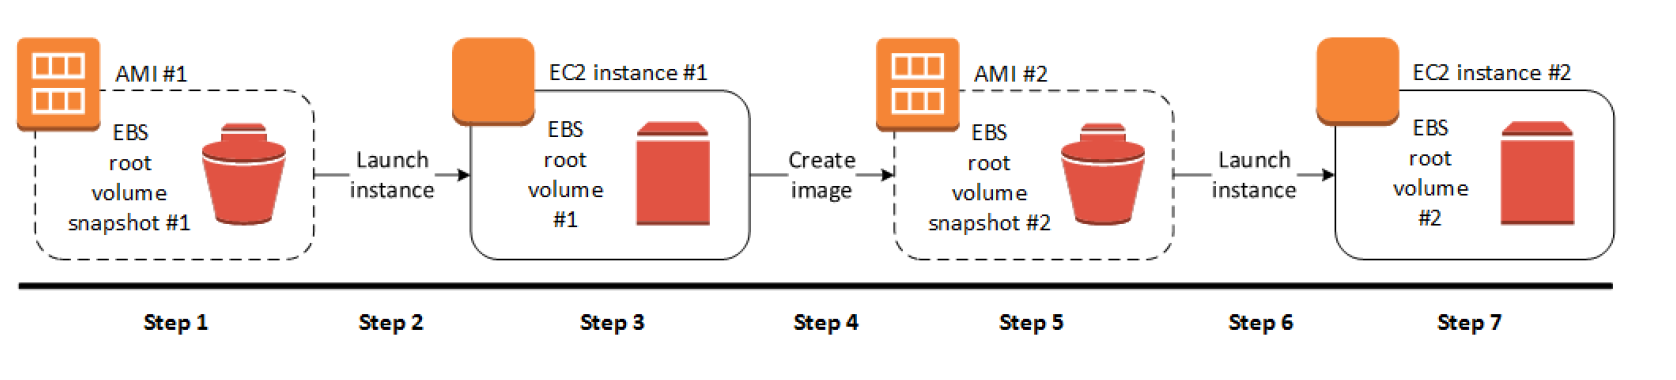 AMI #1
EBS
root
volume
snapshot #1
Launch
instance
EC2 instance #1
EBS
root
volume
#1
Create
image
AMI #2
EBS
root
volume
snapshot #2
Launch
instance
EC2 instance #2
EBS
root
volume
#2
Step 1
Step 2
Step 3
Step 4
Step 5
Step 6
Step 7